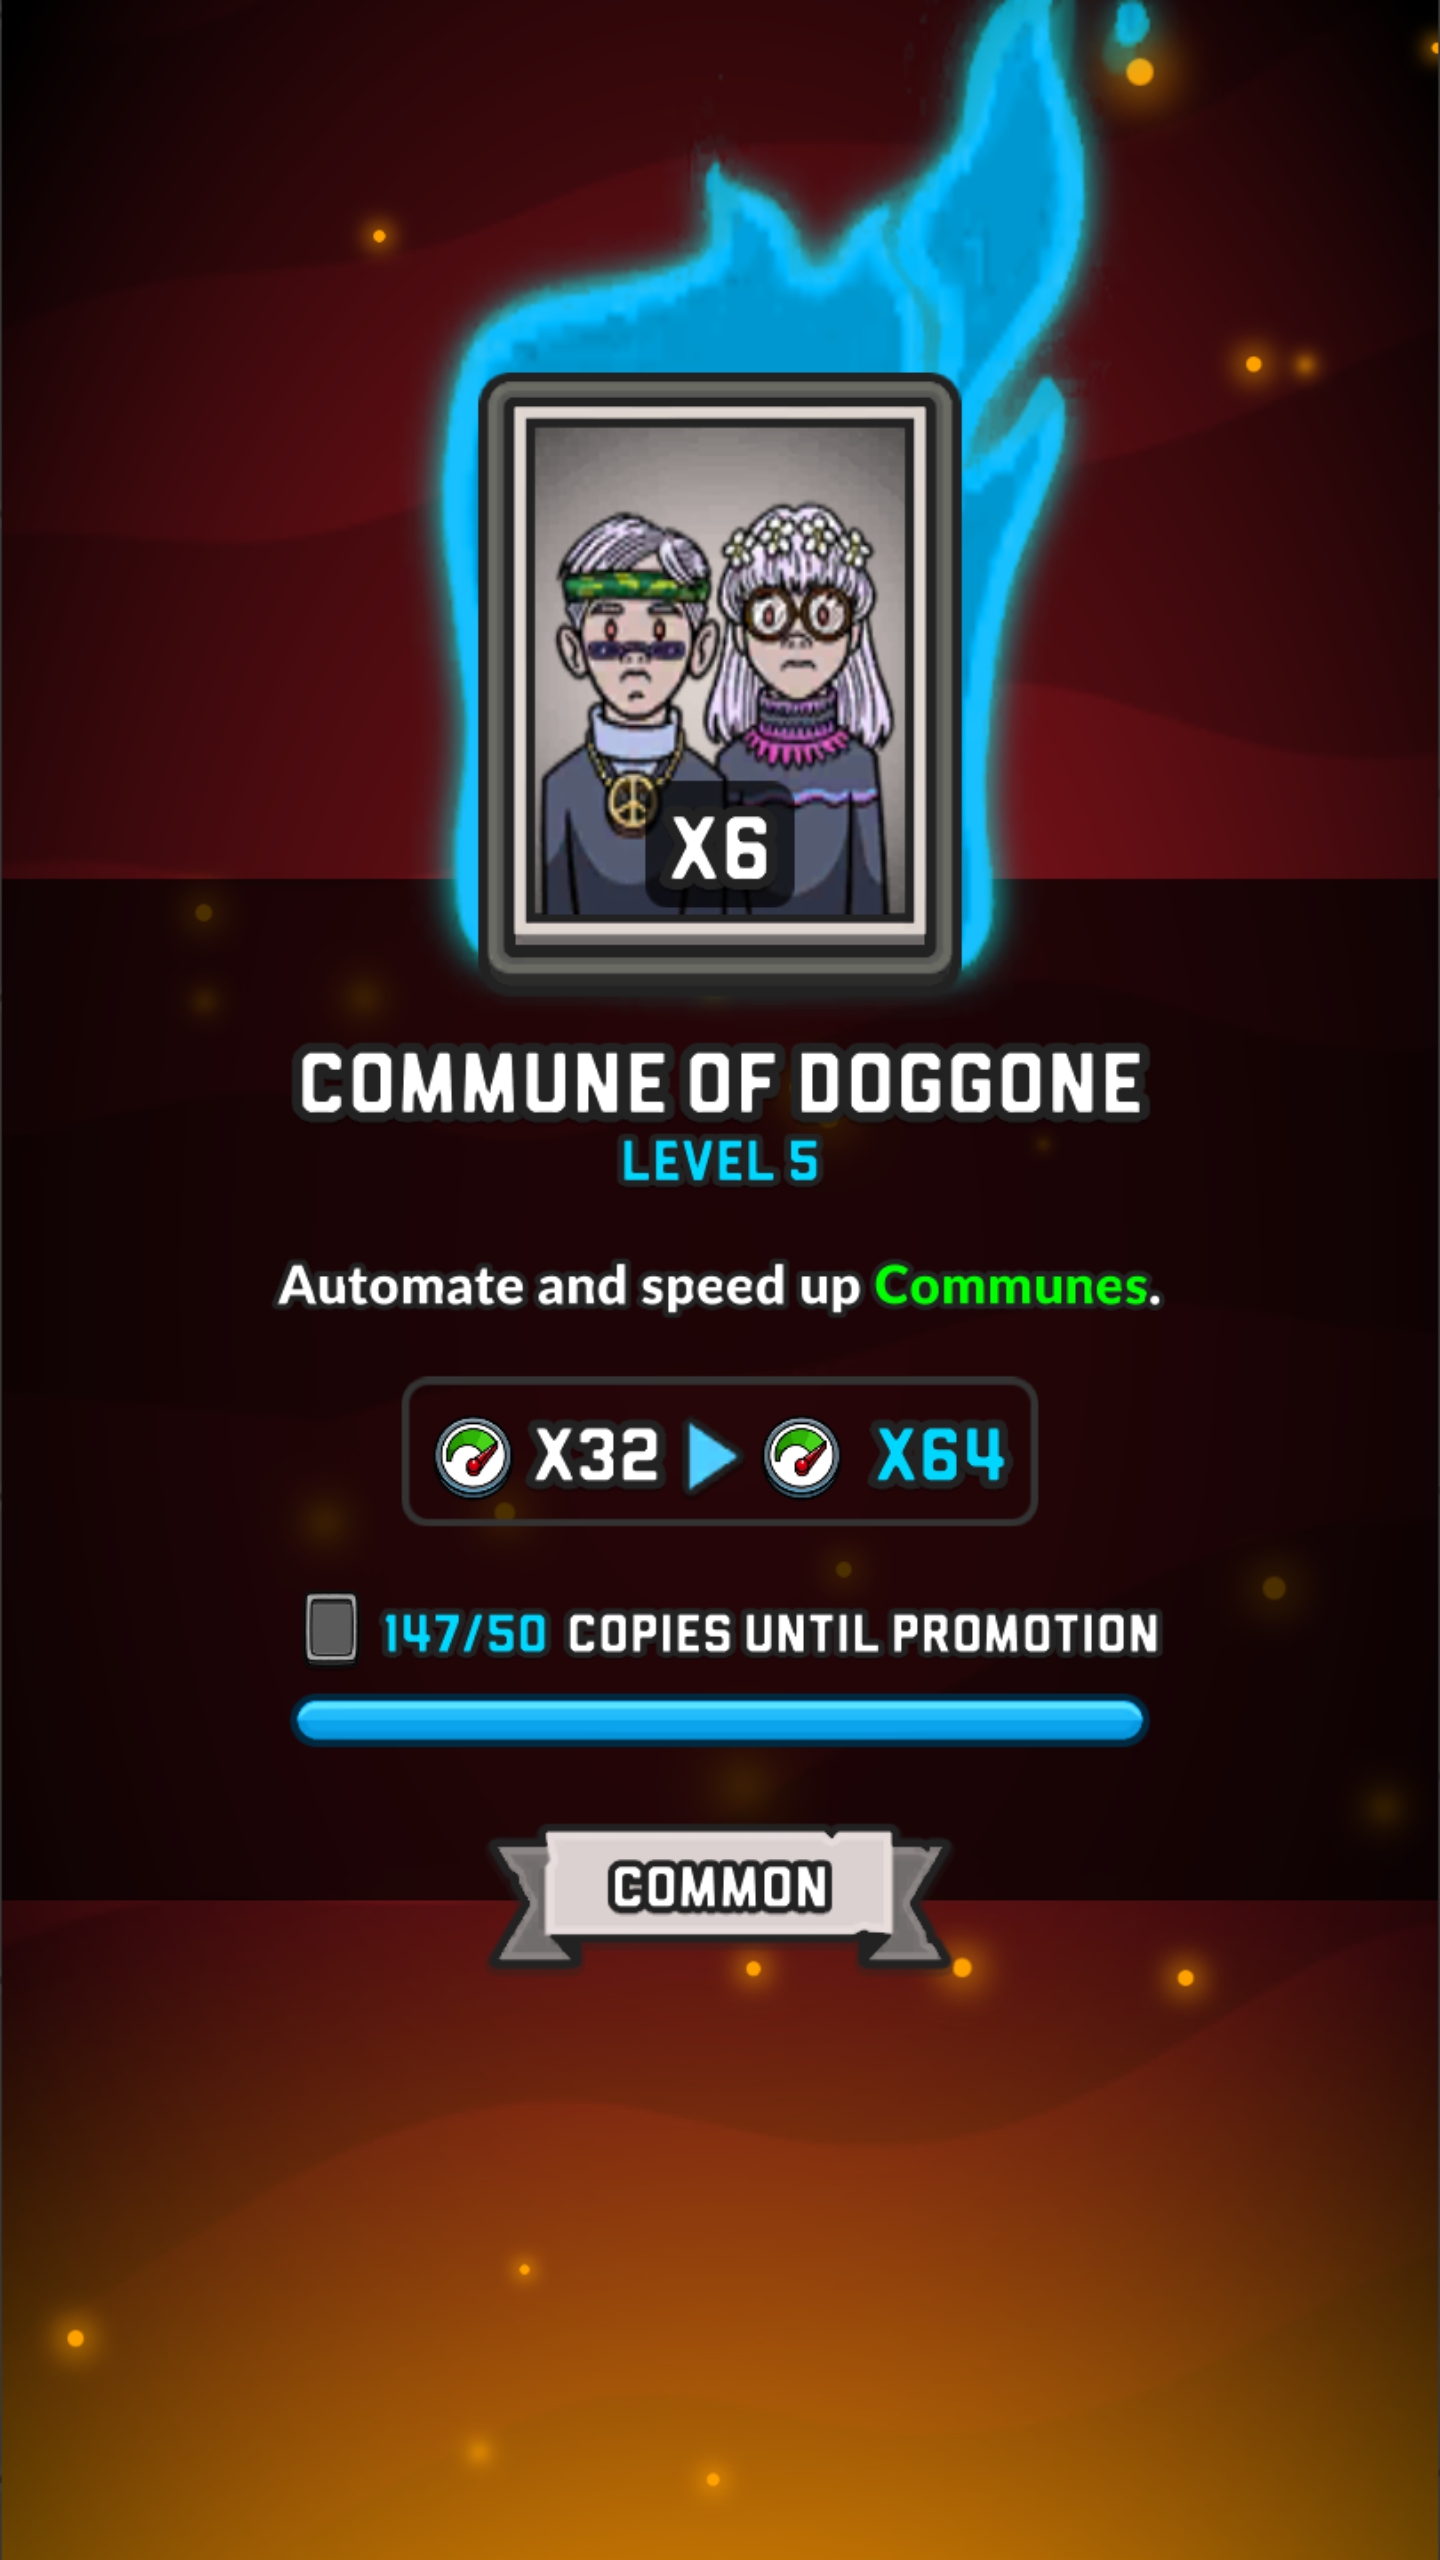 X6
COMMUNE OF DOGGONE
LEVEL 5
Automate and speed up Communes.
X32 X64
147/50 COPIES UNTIL PROMOTION
COMMON